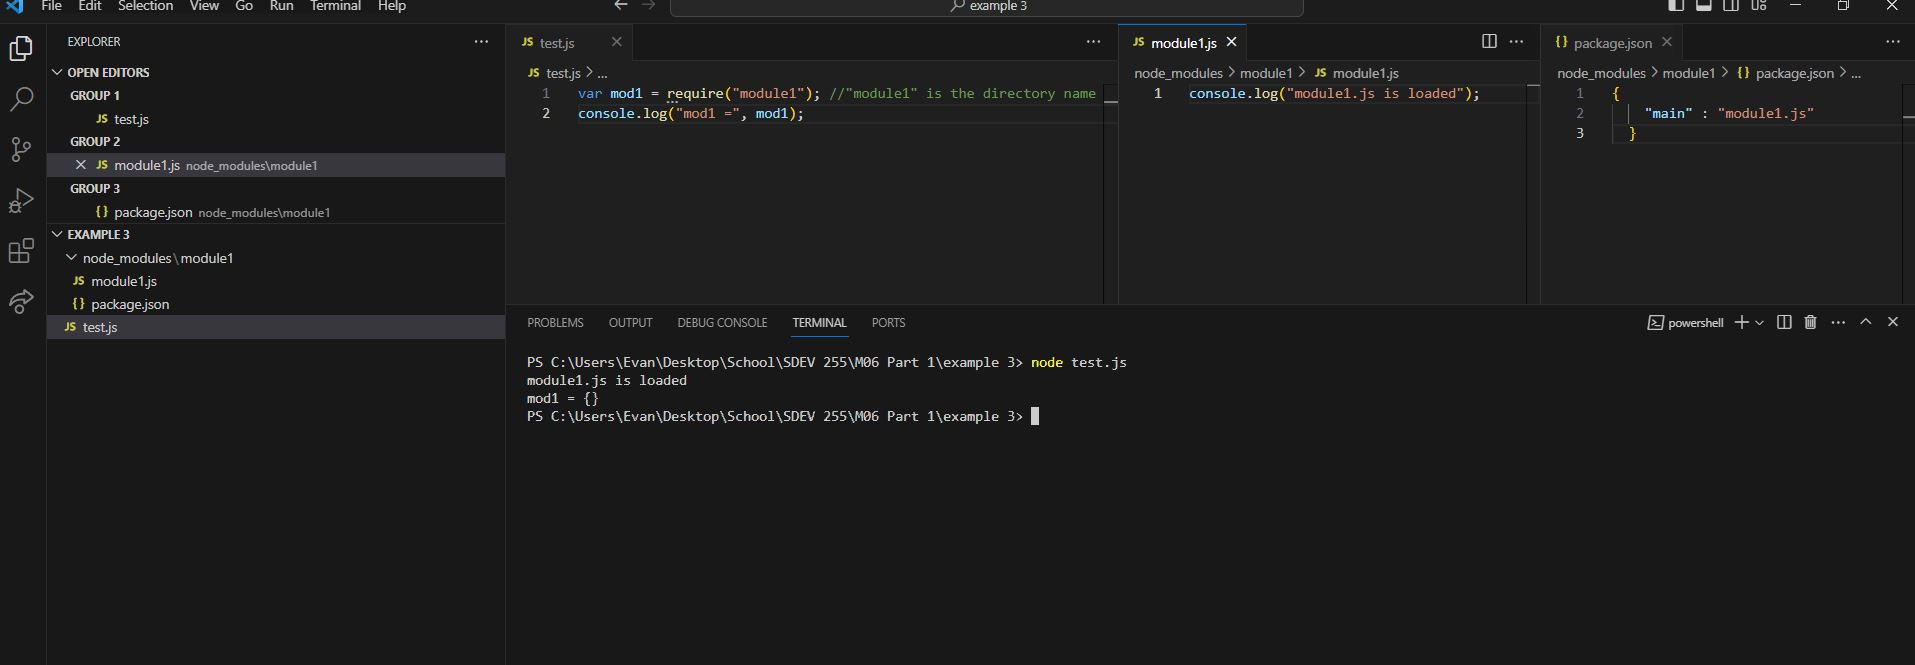 File Edit Selection View Go Run Terminal Help
example 3
EXPLORER
OPEN EDITORS
GROUP 1
JS test.js
GROUP 2
JS module1.js node_modules\module1
GROUP 3
{} package.json node_modules\module1
EXAMPLE 3
node_modules\module1
JS module1.js
{} package.json
JS test.js
JS test.js
JS test.js > ...
1 var mod1 = require("module1"); //"module1" is the directory name
2 console.log("mod1 =", mod1);
JS module1.js
node_modules > module1 > JS module1.js
1 console.log("module1.js is loaded");
{} package.json
node_modules > module1 > {} package.json > ...
1 {
2 "main" : "module1.js"
3 }
PROBLEMS OUTPUT DEBUG CONSOLE TERMINAL PORTS
powershell
PS C:\Users\Evan\Desktop\School\SDEV 255\M06 Part 1\example 3> node test.js
module1.js is loaded
mod1 = {}
PS C:\Users\Evan\Desktop\School\SDEV 255\M06 Part 1\example 3>